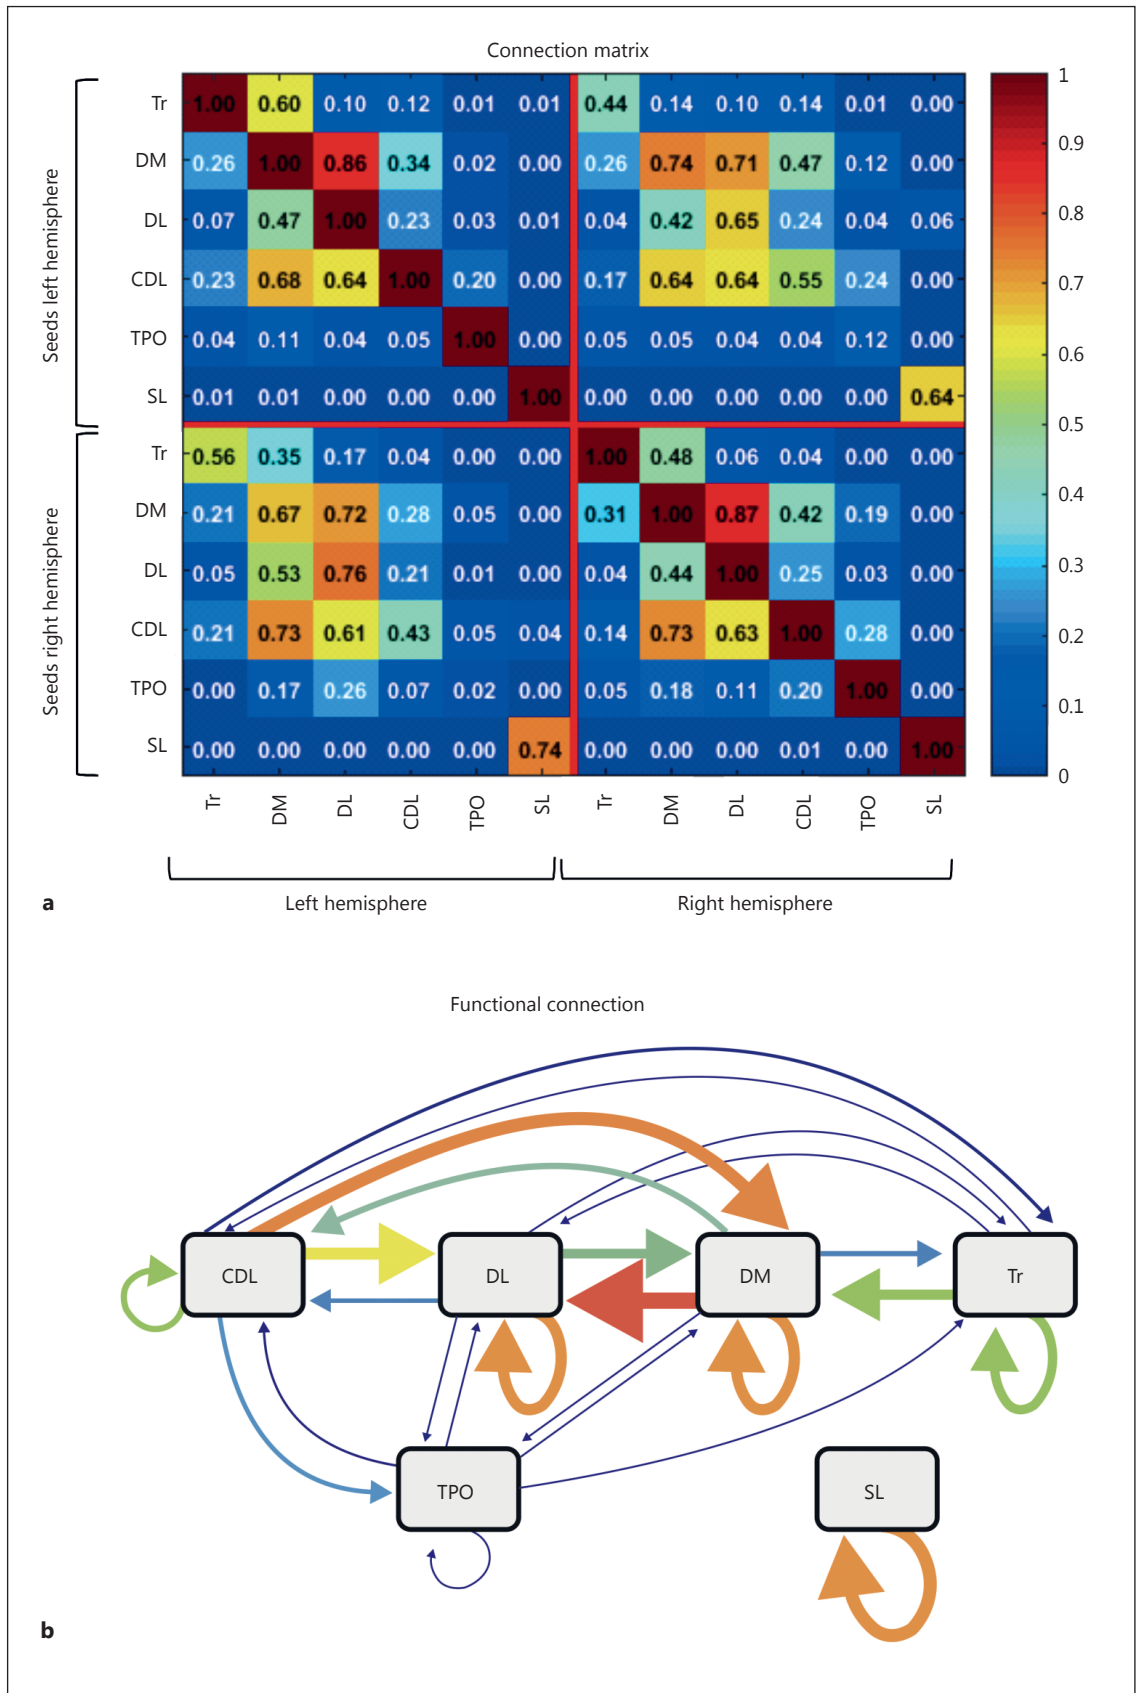 Connection matrix
Seeds left hemisphere
Tr 1.00 0.60 0.10 0.12 0.01 0.01 0.44 0.14 0.10 0.14 0.01 0.00
DM 0.26 1.00 0.86 0.34 0.02 0.00 0.26 0.74 0.71 0.47 0.12 0.00
DL 0.07 0.47 1.00 0.23 0.03 0.01 0.04 0.42 0.65 0.24 0.04 0.06
CDL 0.23 0.68 0.64 1.00 0.20 0.00 0.17 0.64 0.64 0.55 0.24 0.00
TPO 0.04 0.11 0.04 0.05 1.00 0.00 0.05 0.05 0.04 0.04 0.12 0.00
SL 0.01 0.01 0.00 0.00 0.00 1.00 0.00 0.00 0.00 0.00 0.00 0.64
Seeds right hemisphere
Tr 0.56 0.35 0.17 0.04 0.00 0.00 1.00 0.48 0.06 0.04 0.00 0.00
DM 0.21 0.67 0.72 0.28 0.05 0.00 0.31 1.00 0.87 0.42 0.19 0.00
DL 0.05 0.53 0.76 0.21 0.01 0.00 0.04 0.44 1.00 0.25 0.03 0.00
CDL 0.21 0.73 0.61 0.43 0.05 0.04 0.14 0.73 0.63 1.00 0.28 0.00
TPO 0.00 0.17 0.26 0.07 0.02 0.00 0.05 0.18 0.11 0.20 1.00 0.00
SL 0.00 0.00 0.00 0.00 0.00 0.74 0.00 0.00 0.00 0.01 0.00 1.00
Tr DM DL CDL TPO SL Tr DM DL CDL TPO SL
Left hemisphere Right hemisphere
1
0.9
0.8
0.7
0.6
0.5
0.4
0.3
0.2
0.1
0
a
Functional connection
CDL DL DM Tr
TPO SL
b